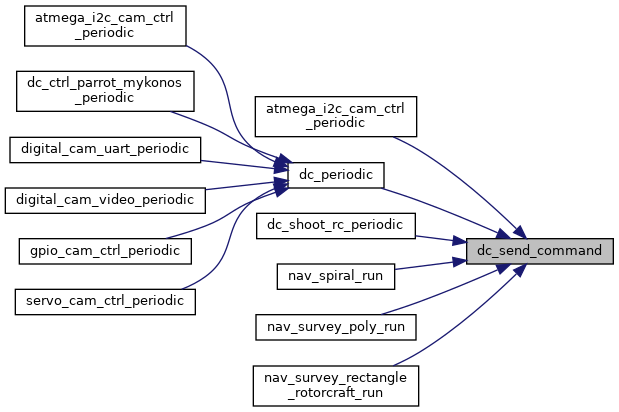 atmega_i2c_cam_ctrl
_periodic
dc_ctrl_parrot_mykonos
_periodic
digital_cam_uart_periodic
digital_cam_video_periodic
gpio_cam_ctrl_periodic
servo_cam_ctrl_periodic
atmega_i2c_cam_ctrl
_periodic
dc_periodic
dc_shoot_rc_periodic
nav_spiral_run
nav_survey_poly_run
nav_survey_rectangle
_rotorcraft_run
dc_send_command